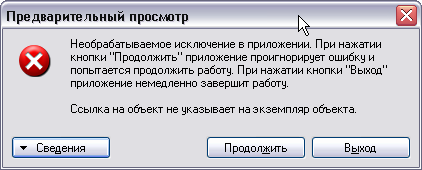 Предварительный просмотр
Необрабатываемое исключение в приложении. При нажатии
кнопки "Продолжить" приложение проигнорирует ошибку и
попытается продолжить работу. При нажатии кнопки "Выход"
приложение немедленно завершит работу.
Ссылка на объект не указывает на экземпляр объекта.
Сведения
Продолжить
Выход